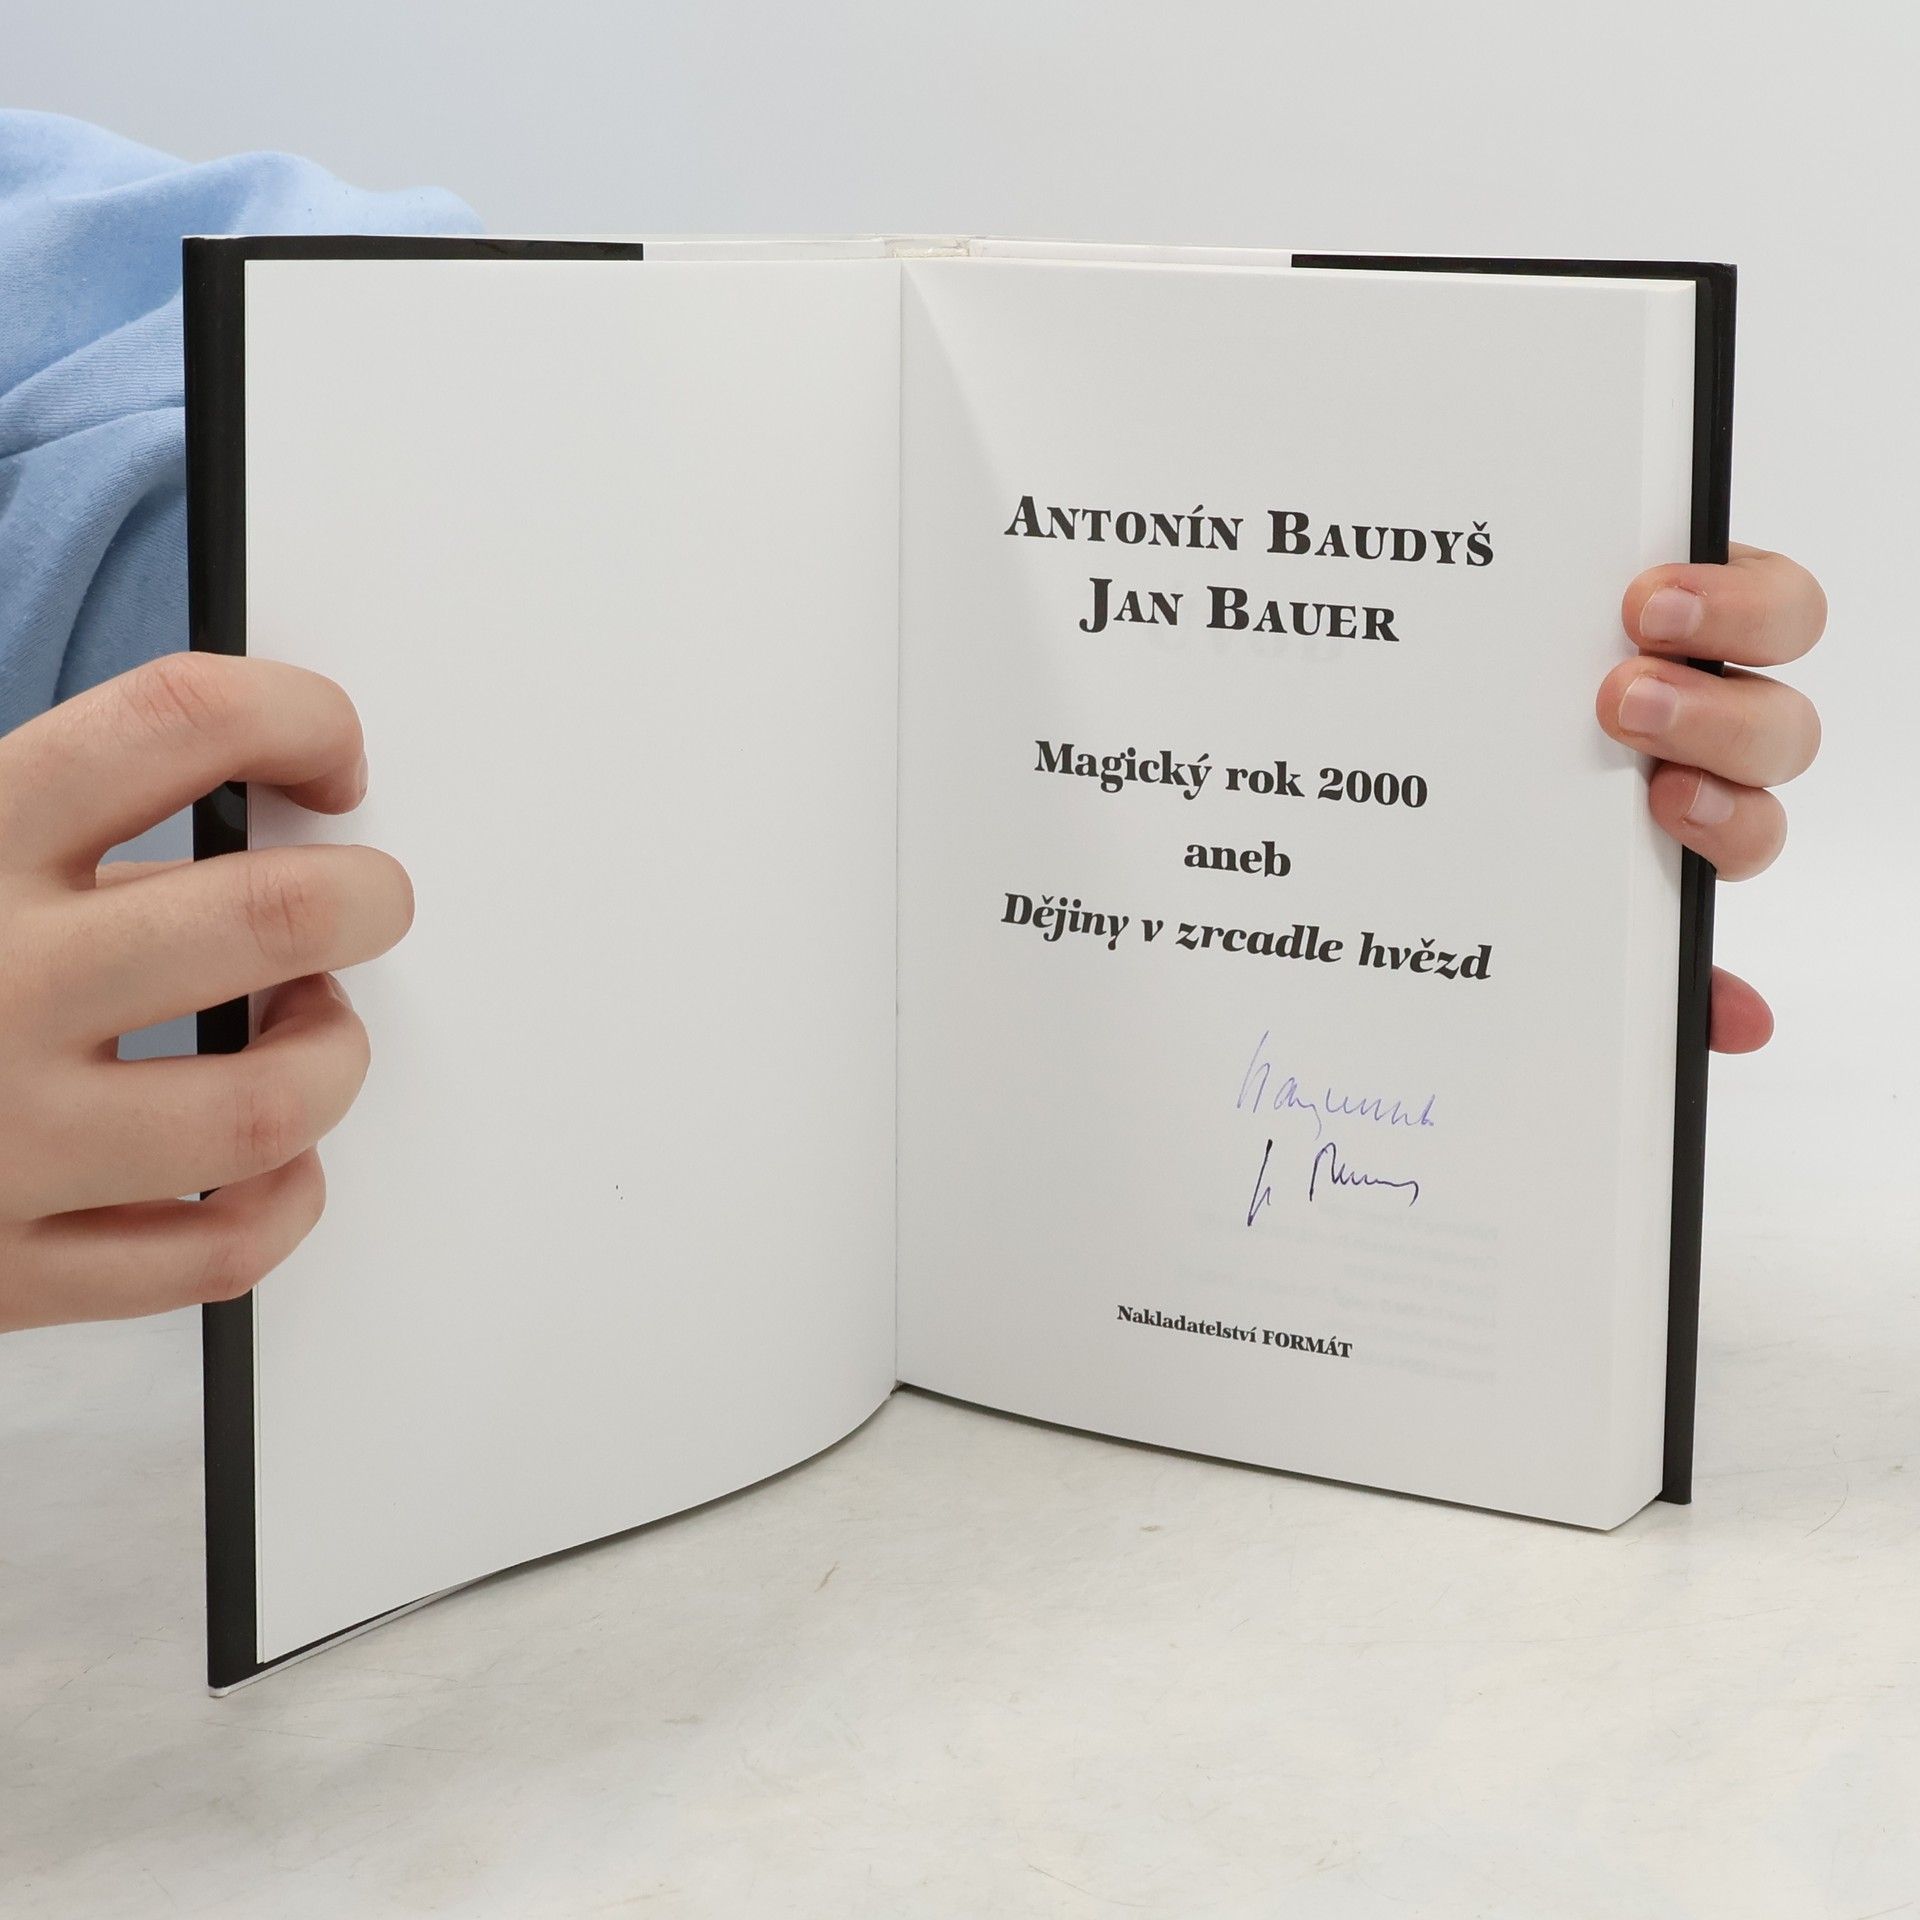 ANTONÍN BAUDYŠ
JAN BAUER
Magický rok 2000
aneb
Dějiny v zrcadle hvězd
Nakladatelství FORMÁT